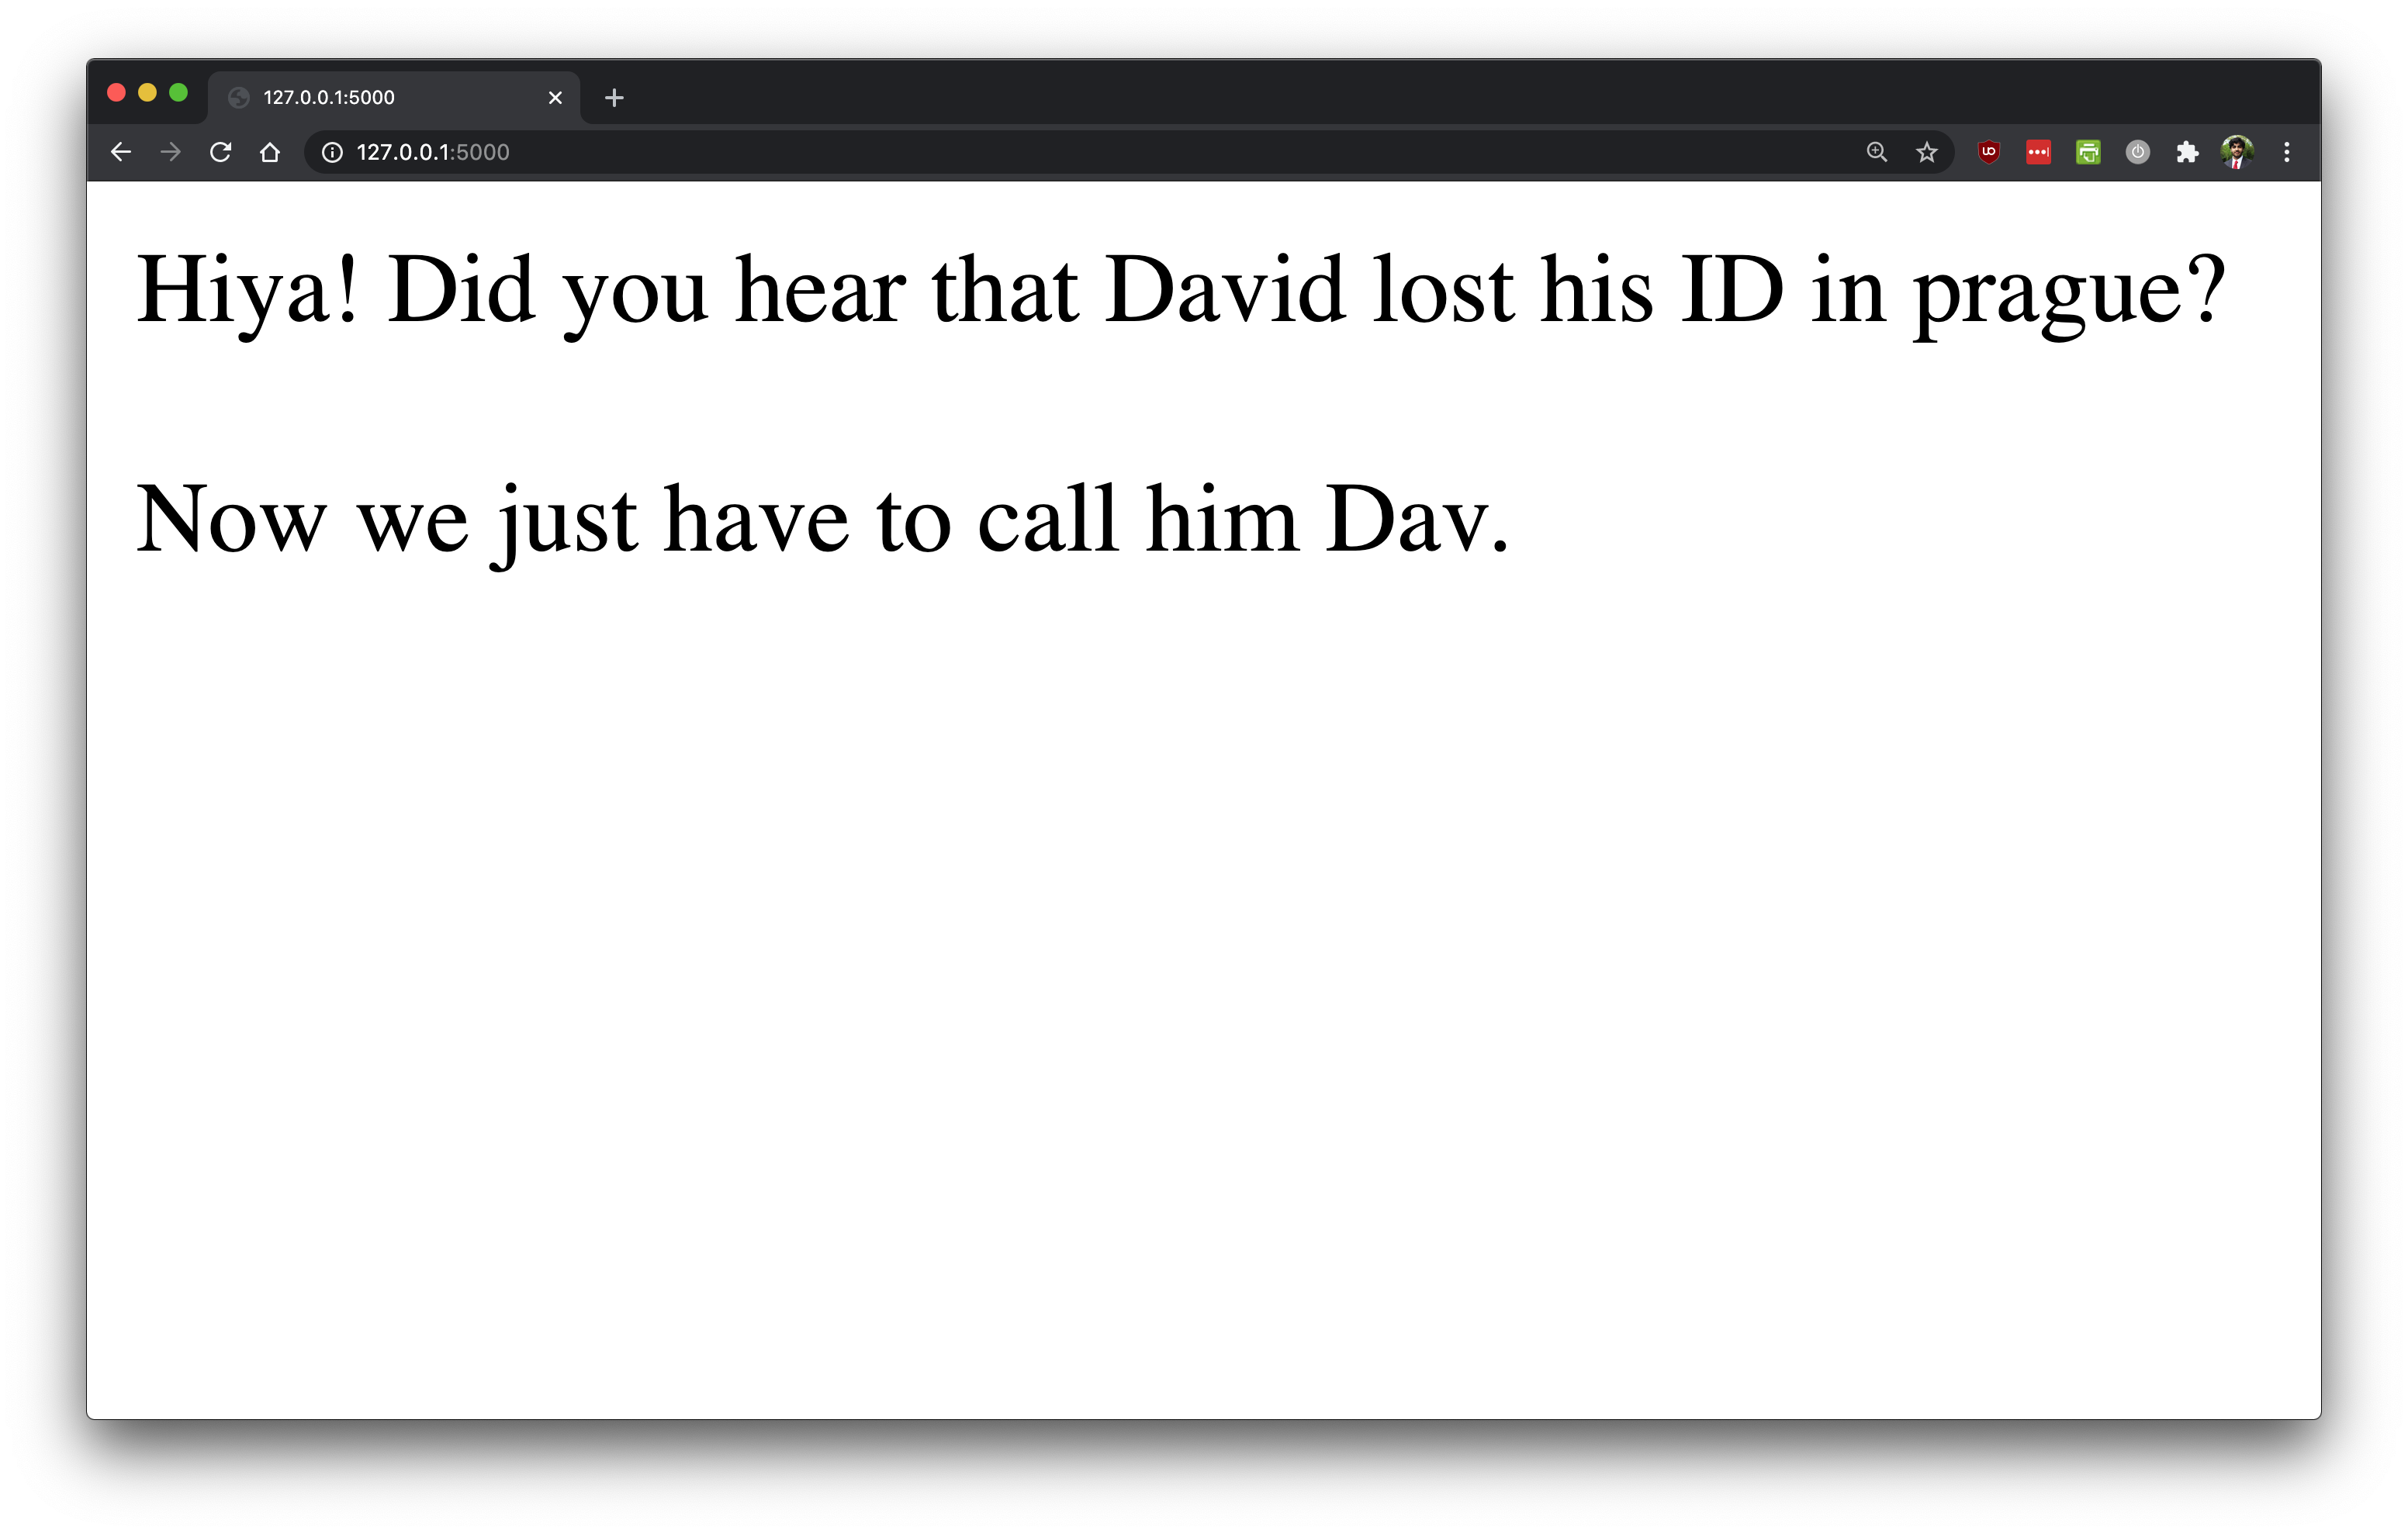 127.0.0.1:5000
127.0.0.1:5000
Hiya! Did you hear that David lost his ID in prague?
Now we just have to call him Dav.